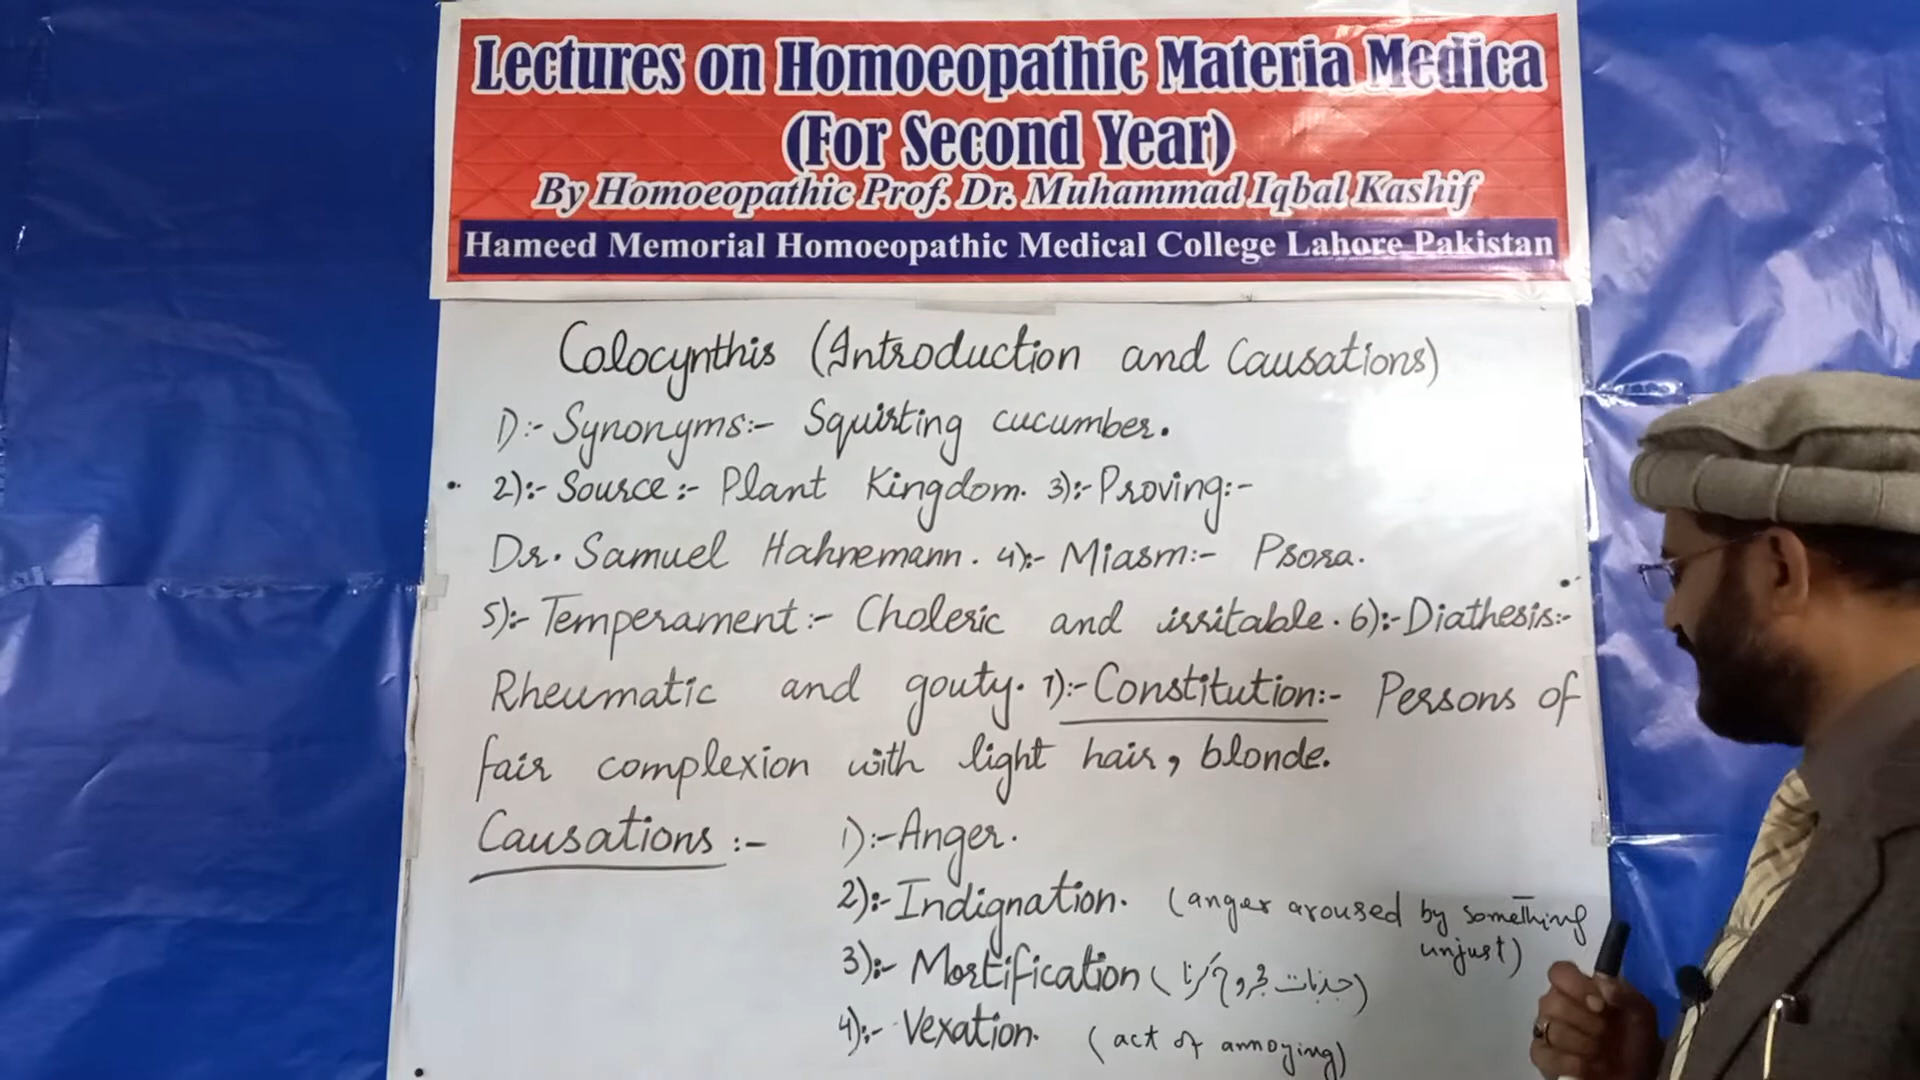 Lectures on Homoeopathic Materia Medica
(For Second Year)
By Homoeopathic Prof. Dr. Muhammad Iqbal Kashif
Hameed Memorial Homoeopathic Medical College Lahore Pakistan
Colocynthis (Introduction and Causations)
1):- Synonyms:- Squirting cucumber.
2):- Source:- Plant Kingdom. 3):- Proving:-
Dr. Samuel Hahnemann. 4):- Miasm:- Psora.
5):- Temperament:- Choleric and irritable. 6):- Diathesis:-
Rheumatic and gouty. 7):- Constitution:- Persons of
fair complexion with light hair, blonde.
Causations:- 1):- Anger.
2):- Indignation. (anger aroused by something
unjust)
3):- Mortification (جذبات مجروح کرنا)
4):- Vexation. (act of annoying)